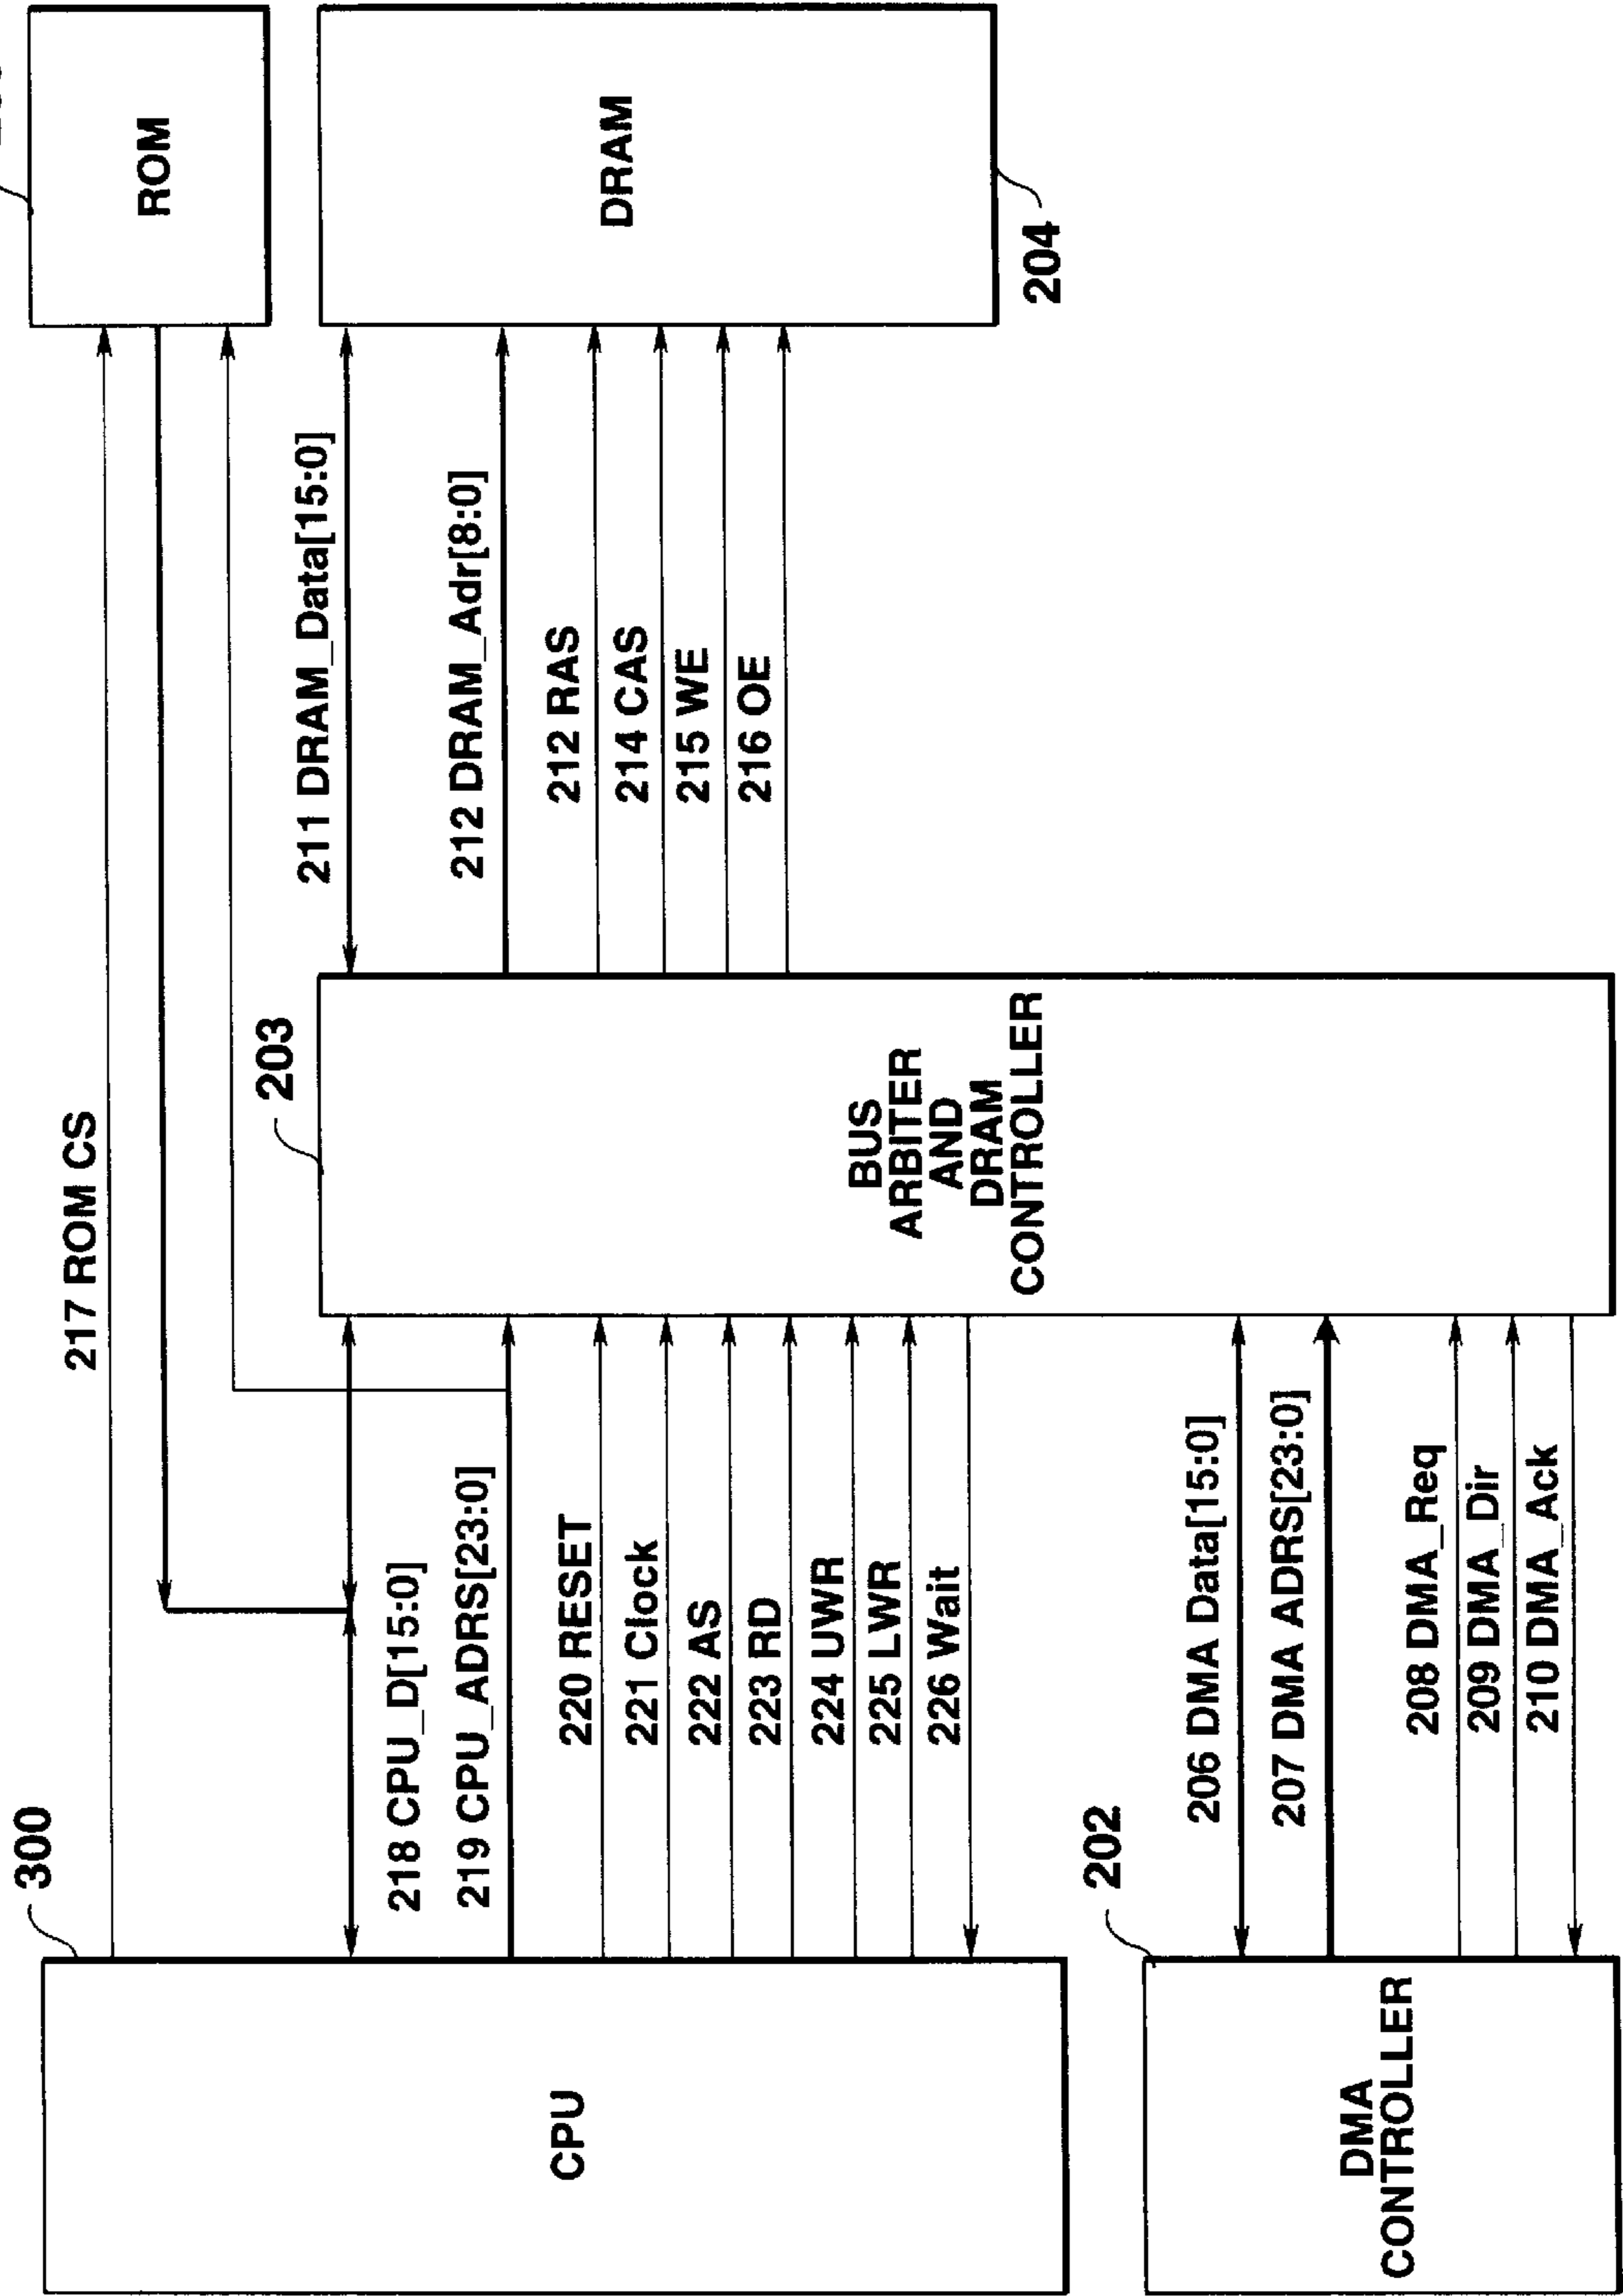 300
CPU
217 ROM CS
ROM
218 CPU_D[15:0]
219 CPU_ADRS[23:0]
220 RESET
221 Clock
222 AS
223 RD
224 UWR
225 LWR
226 Wait
203
BUS
ARBITER
AND
DRAM
CONTROLLER
211 DRAM_Data[15:0]
212 DRAM_Adr[8:0]
212 RAS
214 CAS
215 WE
216 OE
DRAM
204
202
DMA
CONTROLLER
206 DMA Data[15:0]
207 DMA ADRS[23:0]
208 DMA_Req
209 DMA_Dir
210 DMA_Ack